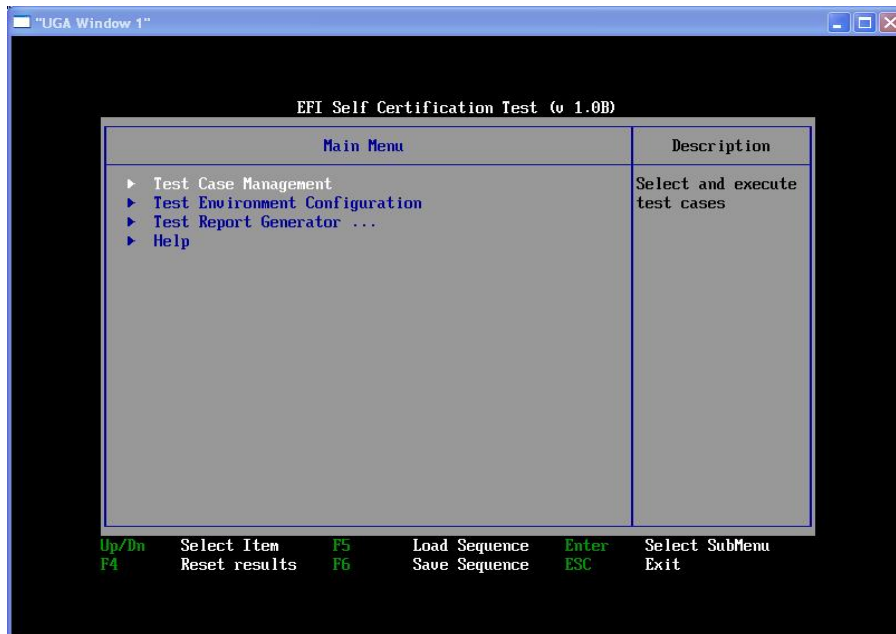 "UGA Window 1"
EFI Self Certification Test (v 1.0B)
Main Menu
Description
Test Case Management
Test Environment Configuration
Test Report Generator ...
Help
Select and execute
test cases
Up/Dn Select Item F5 Load Sequence Enter Select SubMenu
F4 Reset results F6 Save Sequence ESC Exit